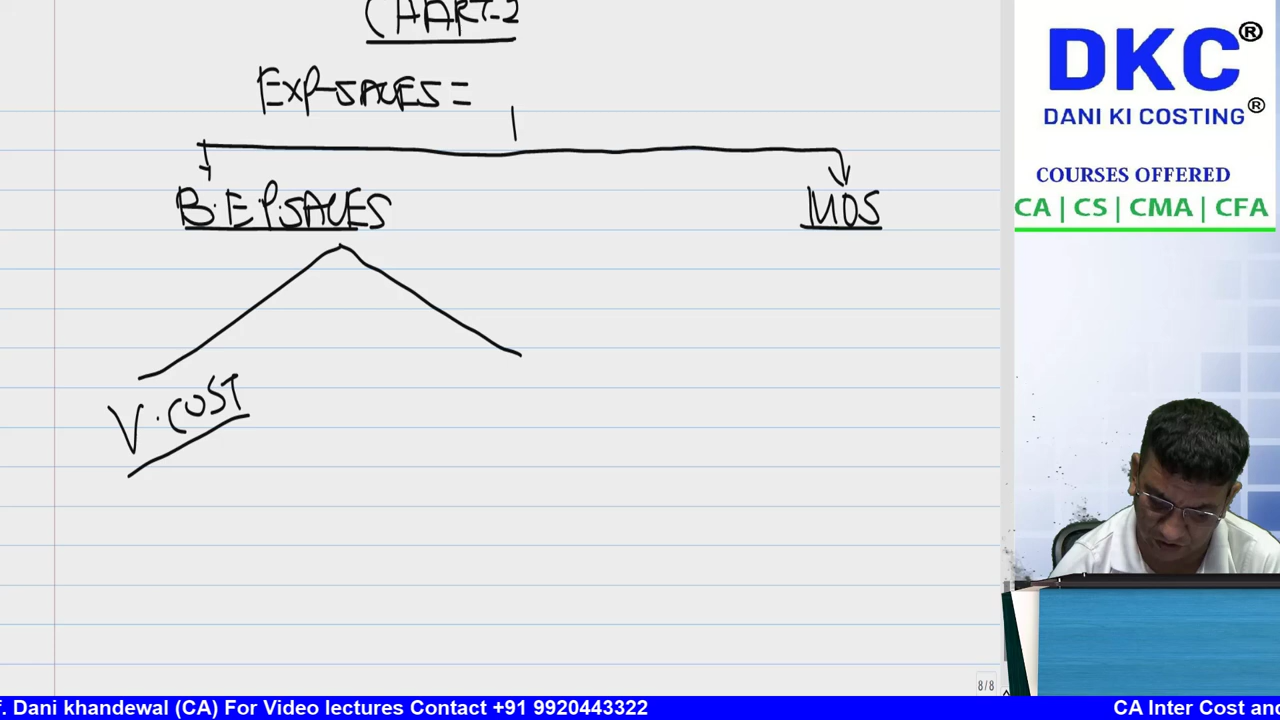 CHART-2
EXP-SALES =
B.E.P.SALES
MOS
V.COST
8/8
DKC®
DANI KI COSTING®
COURSES OFFERED
CA | CS | CMA | CFA
f. Dani khandewal (CA) For Video lectures Contact +91 9920443322
CA Inter Cost and